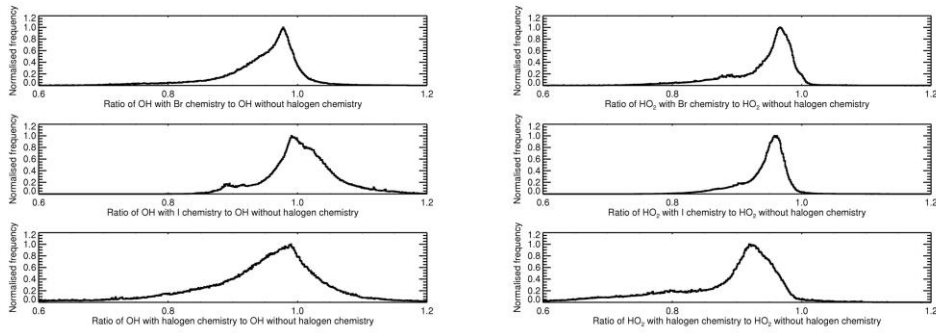 Normalised frequency
1.2
1.0
0.8
0.6
0.4
0.2
0.0
0.6 0.8 1.0 1.2
Ratio of OH with Br chemistry to OH without halogen chemistry
Normalised frequency
1.2
1.0
0.8
0.6
0.4
0.2
0.0
0.6 0.8 1.0 1.2
Ratio of HO2 with Br chemistry to HO2 without halogen chemistry
Normalised frequency
1.2
1.0
0.8
0.6
0.4
0.2
0.0
0.6 0.8 1.0 1.2
Ratio of OH with I chemistry to OH without halogen chemistry
Normalised frequency
1.2
1.0
0.8
0.6
0.4
0.2
0.0
0.6 0.8 1.0 1.2
Ratio of HO2 with I chemistry to HO2 without halogen chemistry
Normalised frequency
1.2
1.0
0.8
0.6
0.4
0.2
0.0
0.6 0.8 1.0 1.2
Ratio of OH with halogen chemistry to OH without halogen chemistry
Normalised frequency
1.2
1.0
0.8
0.6
0.4
0.2
0.0
0.6 0.8 1.0 1.2
Ratio of HO2 with halogen chemistry to HO2 without halogen chemistry